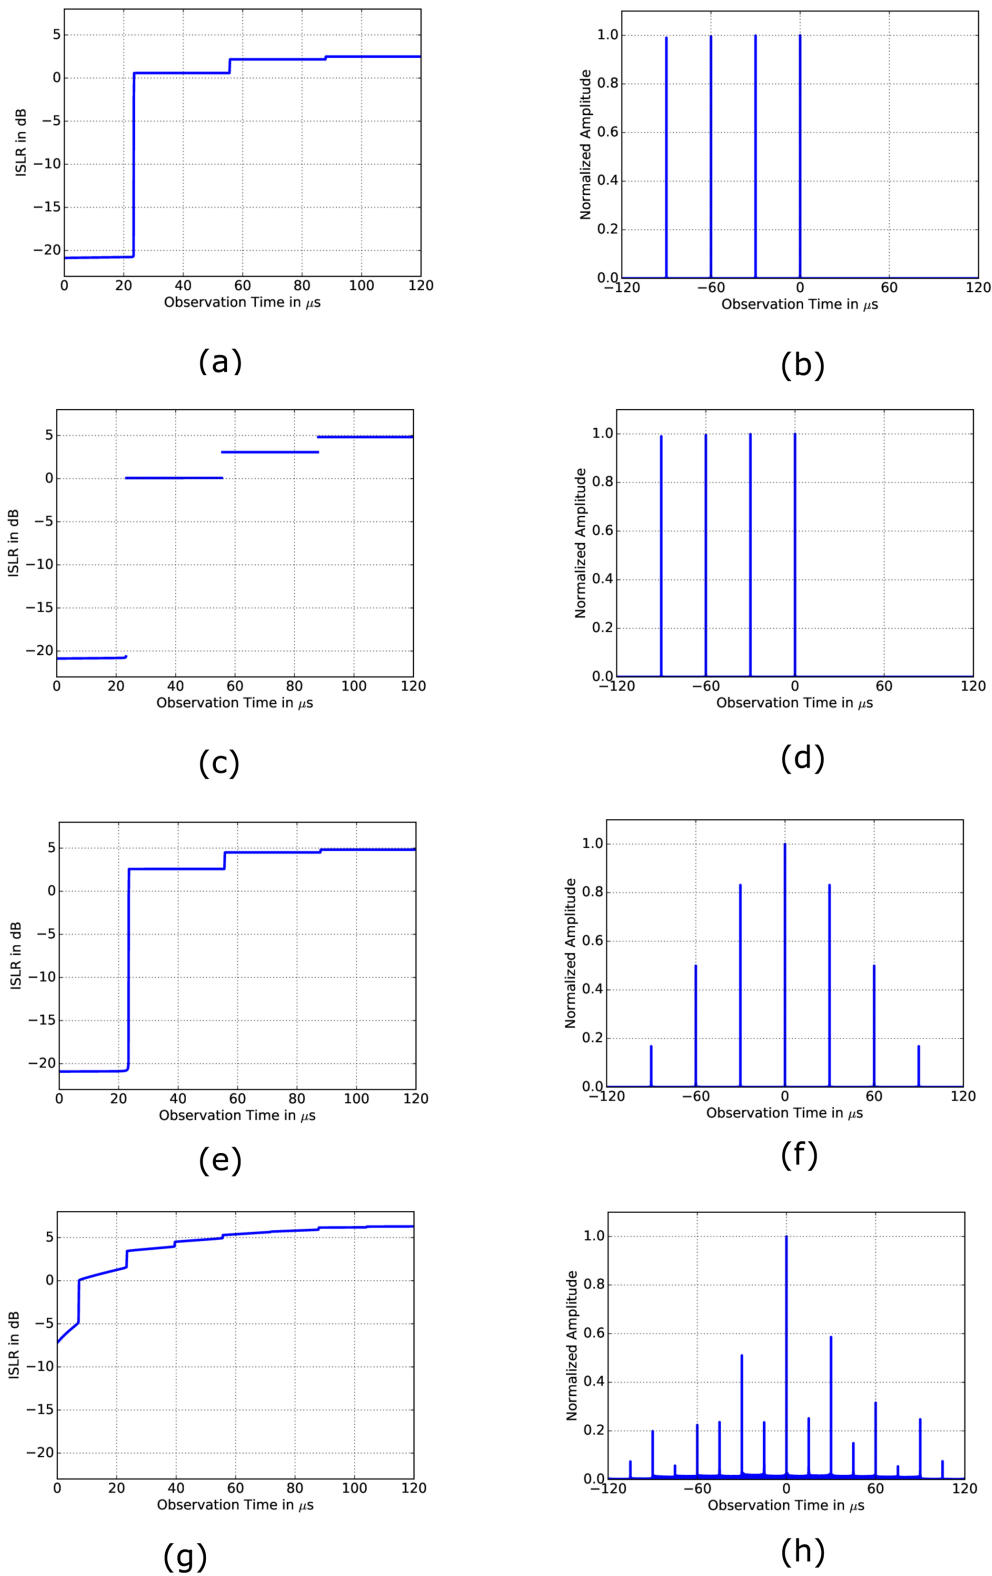 5
0
−5
−10
−15
−20
0 20 40 60 80 100 120
ISLR in dB
Observation Time in μs
(a)
1.0
0.8
0.6
0.4
0.2
0.0
−120 −60 0 60 120
Normalized Amplitude
Observation Time in μs
(b)
5
0
−5
−10
−15
−20
0 20 40 60 80 100 120
ISLR in dB
Observation Time in μs
(c)
1.0
0.8
0.6
0.4
0.2
0.0
−120 −60 0 60 120
Normalized Amplitude
Observation Time in μs
(d)
5
0
−5
−10
−15
−20
0 20 40 60 80 100 120
ISLR in dB
Observation Time in μs
(e)
1.0
0.8
0.6
0.4
0.2
0.0
−120 −60 0 60 120
Normalized Amplitude
Observation Time in μs
(f)
5
0
−5
−10
−15
−20
0 20 40 60 80 100 120
ISLR in dB
Observation Time in μs
(g)
1.0
0.8
0.6
0.4
0.2
0.0
−120 −60 0 60 120
Normalized Amplitude
Observation Time in μs
(h)